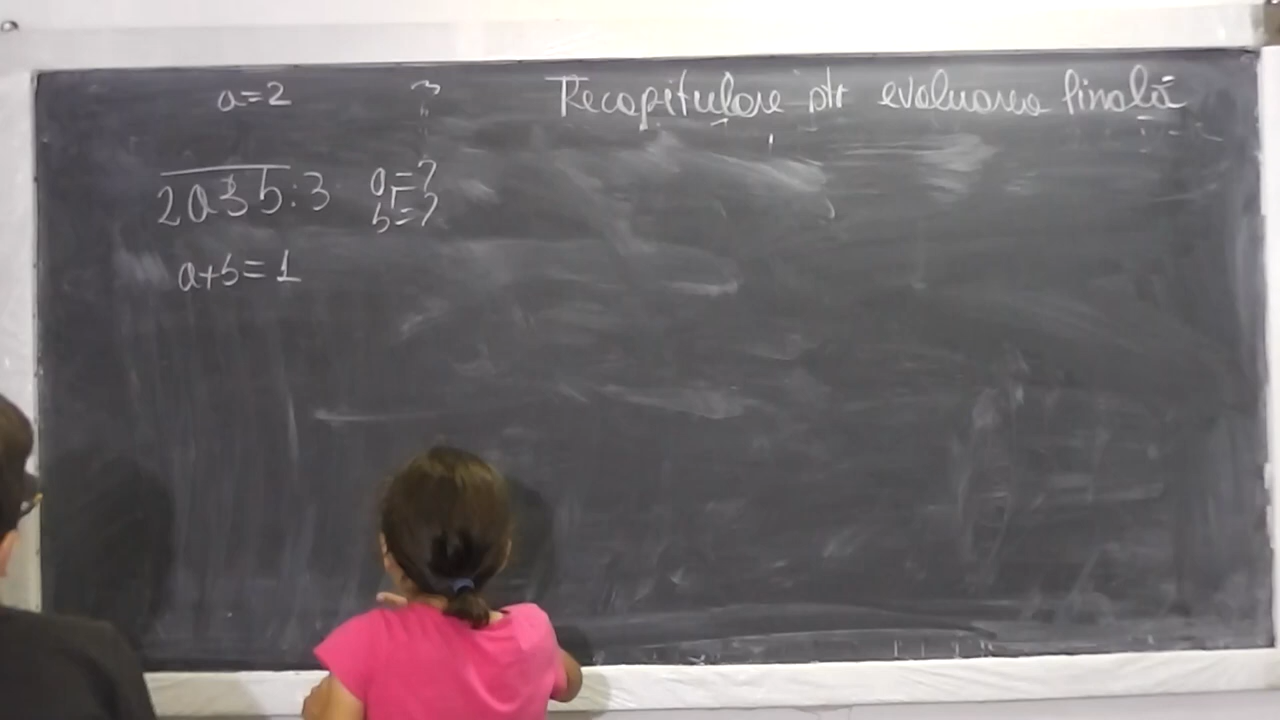 a=2
Recapitulare ptr evaluarea finală
2a3b:3
a=?
b=?
a+b=1